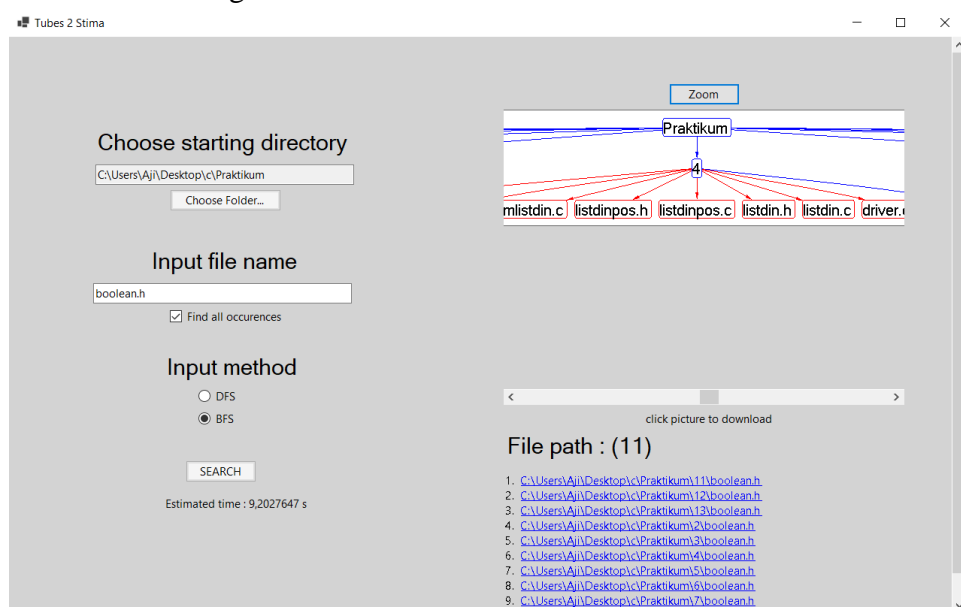 Tubes 2 Stima
Choose starting directory
C:\Users\Aji\Desktop\c\Praktikum
Choose Folder...
Input file name
boolean.h
Find all occurences
Input method
DFS
BFS
SEARCH
Estimated time : 9,2027647 s
Zoom
Praktikum
4
mlistdin.c listdinpos.h listdinpos.c listdin.h listdin.c driver.
click picture to download
File path : (11)
1. C:\Users\Aji\Desktop\c\Praktikum\11\boolean.h
2. C:\Users\Aji\Desktop\c\Praktikum\12\boolean.h
3. C:\Users\Aji\Desktop\c\Praktikum\13\boolean.h
4. C:\Users\Aji\Desktop\c\Praktikum\2\boolean.h
5. C:\Users\Aji\Desktop\c\Praktikum\3\boolean.h
6. C:\Users\Aji\Desktop\c\Praktikum\4\boolean.h
7. C:\Users\Aji\Desktop\c\Praktikum\5\boolean.h
8. C:\Users\Aji\Desktop\c\Praktikum\6\boolean.h
9. C:\Users\Aji\Desktop\c\Praktikum\7\boolean.h